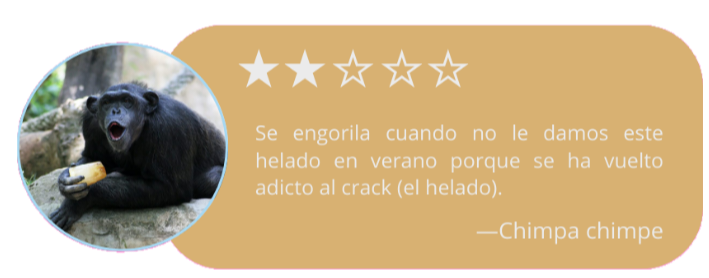 Se engorila cuando no le damos este
helado en verano porque se ha vuelto
adicto al crack (el helado).
—Chimpa chimpe